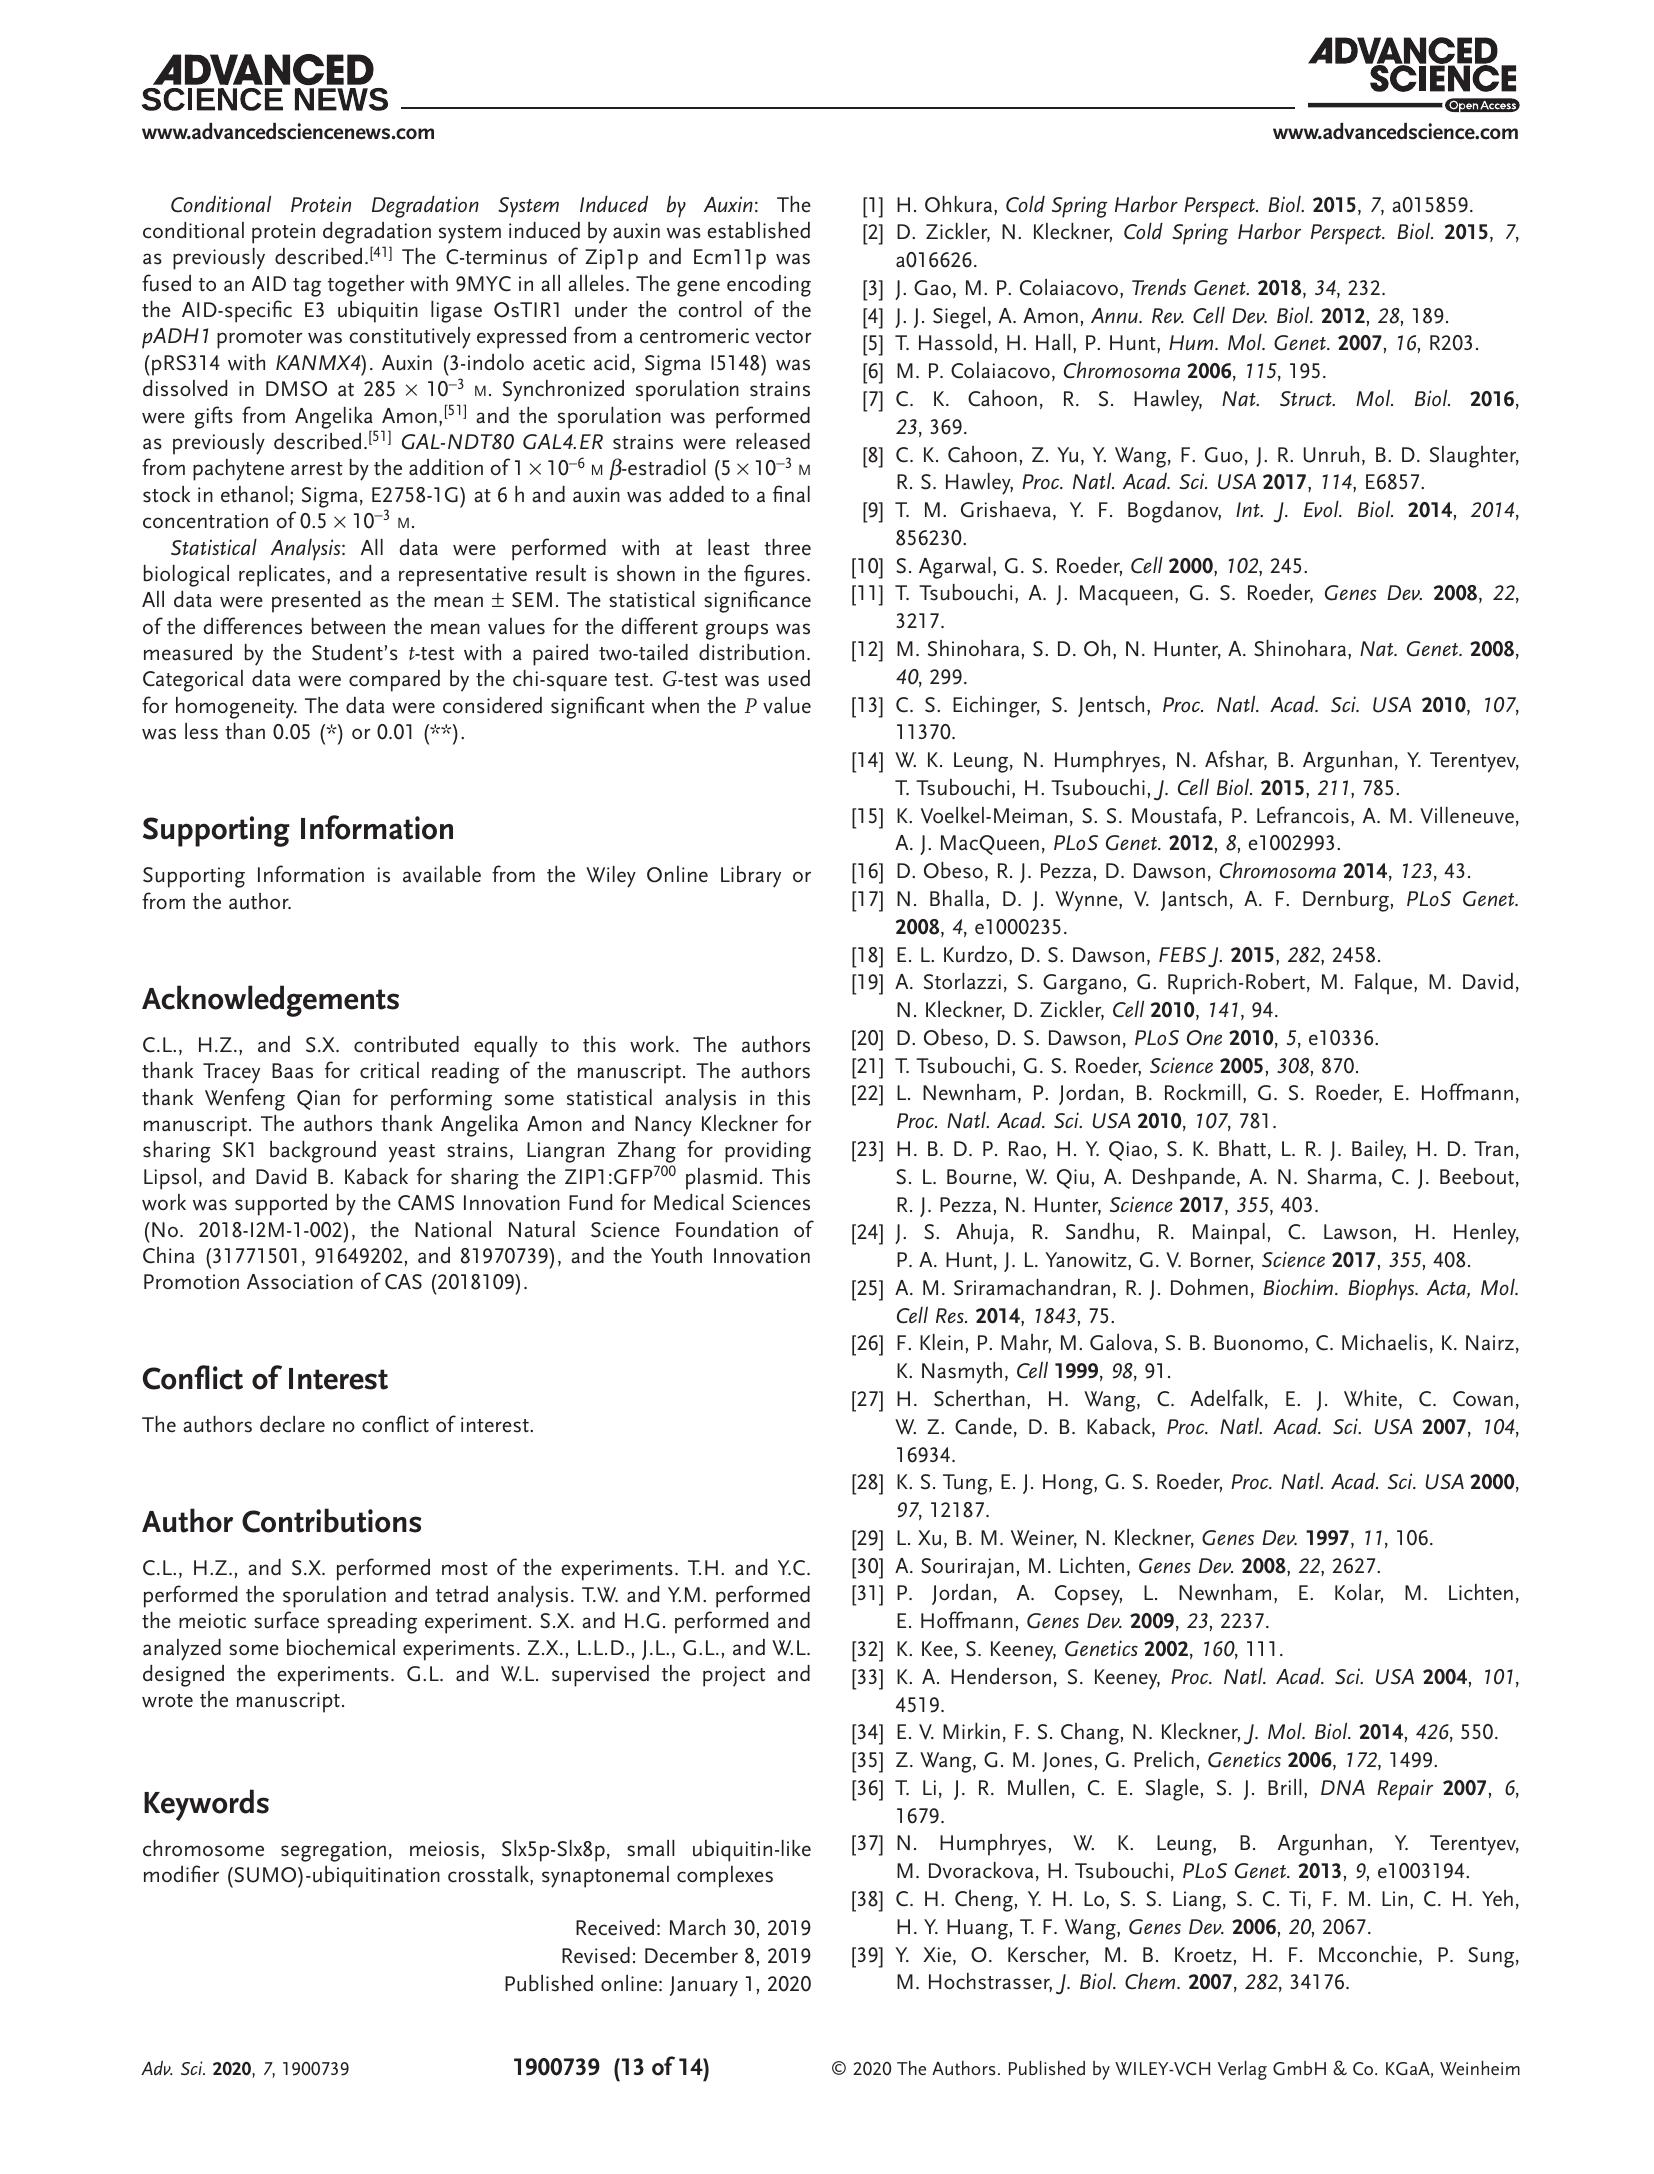 ADVANCED
SCIENCE NEWS
www.advancedsciencenews.com
ADVANCED
SCIENCE
Open Access
www.advancedscience.com
Conditional Protein Degradation System Induced by Auxin: The
conditional protein degradation system induced by auxin was established
as previously described.[41] The C-terminus of Zip1p and Ecm11p was
fused to an AID tag together with 9MYC in all alleles. The gene encoding
the AID-specific E3 ubiquitin ligase OsTIR1 under the control of the
pADH1 promoter was constitutively expressed from a centromeric vector
(pRS314 with KANMX4). Auxin (3-indolo acetic acid, Sigma I5148) was
dissolved in DMSO at 285 × 10⁻³ M. Synchronized sporulation strains
were gifts from Angelika Amon,[51] and the sporulation was performed
as previously described.[51] GAL-NDT80 GAL4.ER strains were released
from pachytene arrest by the addition of 1 × 10⁻⁶ M β-estradiol (5 × 10⁻³ M
stock in ethanol; Sigma, E2758-1G) at 6 h and auxin was added to a final
concentration of 0.5 × 10⁻³ M.
Statistical Analysis: All data were performed with at least three
biological replicates, and a representative result is shown in the figures.
All data were presented as the mean ± SEM. The statistical significance
of the differences between the mean values for the different groups was
measured by the Student's t-test with a paired two-tailed distribution.
Categorical data were compared by the chi-square test. G-test was used
for homogeneity. The data were considered significant when the P value
was less than 0.05 (*) or 0.01 (**).
Supporting Information
Supporting Information is available from the Wiley Online Library or
from the author.
Acknowledgements
C.L., H.Z., and S.X. contributed equally to this work. The authors
thank Tracey Baas for critical reading of the manuscript. The authors
thank Wenfeng Qian for performing some statistical analysis in this
manuscript. The authors thank Angelika Amon and Nancy Kleckner for
sharing SK1 background yeast strains, Liangran Zhang for providing
Lipsol, and David B. Kaback for sharing the ZIP1:GFP⁷⁰⁰ plasmid. This
work was supported by the CAMS Innovation Fund for Medical Sciences
(No. 2018-I2M-1-002), the National Natural Science Foundation of
China (31771501, 91649202, and 81970739), and the Youth Innovation
Promotion Association of CAS (2018109).
Conflict of Interest
The authors declare no conflict of interest.
Author Contributions
C.L., H.Z., and S.X. performed most of the experiments. T.H. and Y.C.
performed the sporulation and tetrad analysis. T.W. and Y.M. performed
the meiotic surface spreading experiment. S.X. and H.G. performed and
analyzed some biochemical experiments. Z.X., L.L.D., J.L., G.L., and W.L.
designed the experiments. G.L. and W.L. supervised the project and
wrote the manuscript.
Keywords
chromosome segregation, meiosis, Slx5p-Slx8p, small ubiquitin-like
modifier (SUMO)-ubiquitination crosstalk, synaptonemal complexes
Received: March 30, 2019
Revised: December 8, 2019
Published online: January 1, 2020
[1] H. Ohkura, Cold Spring Harbor Perspect. Biol. 2015, 7, a015859.
[2] D. Zickler, N. Kleckner, Cold Spring Harbor Perspect. Biol. 2015, 7,
a016626.
[3] J. Gao, M. P. Colaiacovo, Trends Genet. 2018, 34, 232.
[4] J. J. Siegel, A. Amon, Annu. Rev. Cell Dev. Biol. 2012, 28, 189.
[5] T. Hassold, H. Hall, P. Hunt, Hum. Mol. Genet. 2007, 16, R203.
[6] M. P. Colaiacovo, Chromosoma 2006, 115, 195.
[7] C. K. Cahoon, R. S. Hawley, Nat. Struct. Mol. Biol. 2016,
23, 369.
[8] C. K. Cahoon, Z. Yu, Y. Wang, F. Guo, J. R. Unruh, B. D. Slaughter,
R. S. Hawley, Proc. Natl. Acad. Sci. USA 2017, 114, E6857.
[9] T. M. Grishaeva, Y. F. Bogdanov, Int. J. Evol. Biol. 2014, 2014,
856230.
[10] S. Agarwal, G. S. Roeder, Cell 2000, 102, 245.
[11] T. Tsubouchi, A. J. Macqueen, G. S. Roeder, Genes Dev. 2008, 22,
3217.
[12] M. Shinohara, S. D. Oh, N. Hunter, A. Shinohara, Nat. Genet. 2008,
40, 299.
[13] C. S. Eichinger, S. Jentsch, Proc. Natl. Acad. Sci. USA 2010, 107,
11370.
[14] W. K. Leung, N. Humphryes, N. Afshar, B. Argunhan, Y. Terentyev,
T. Tsubouchi, H. Tsubouchi, J. Cell Biol. 2015, 211, 785.
[15] K. Voelkel-Meiman, S. S. Moustafa, P. Lefrancois, A. M. Villeneuve,
A. J. MacQueen, PLoS Genet. 2012, 8, e1002993.
[16] D. Obeso, R. J. Pezza, D. Dawson, Chromosoma 2014, 123, 43.
[17] N. Bhalla, D. J. Wynne, V. Jantsch, A. F. Dernburg, PLoS Genet.
2008, 4, e1000235.
[18] E. L. Kurdzo, D. S. Dawson, FEBS J. 2015, 282, 2458.
[19] A. Storlazzi, S. Gargano, G. Ruprich-Robert, M. Falque, M. David,
N. Kleckner, D. Zickler, Cell 2010, 141, 94.
[20] D. Obeso, D. S. Dawson, PLoS One 2010, 5, e10336.
[21] T. Tsubouchi, G. S. Roeder, Science 2005, 308, 870.
[22] L. Newnham, P. Jordan, B. Rockmill, G. S. Roeder, E. Hoffmann,
Proc. Natl. Acad. Sci. USA 2010, 107, 781.
[23] H. B. D. P. Rao, H. Y. Qiao, S. K. Bhatt, L. R. J. Bailey, H. D. Tran,
S. L. Bourne, W. Qiu, A. Deshpande, A. N. Sharma, C. J. Beebout,
R. J. Pezza, N. Hunter, Science 2017, 355, 403.
[24] J. S. Ahuja, R. Sandhu, R. Mainpal, C. Lawson, H. Henley,
P. A. Hunt, J. L. Yanowitz, G. V. Borner, Science 2017, 355, 408.
[25] A. M. Sriramachandran, R. J. Dohmen, Biochim. Biophys. Acta, Mol.
Cell Res. 2014, 1843, 75.
[26] F. Klein, P. Mahr, M. Galova, S. B. Buonomo, C. Michaelis, K. Nairz,
K. Nasmyth, Cell 1999, 98, 91.
[27] H. Scherthan, H. Wang, C. Adelfalk, E. J. White, C. Cowan,
W. Z. Cande, D. B. Kaback, Proc. Natl. Acad. Sci. USA 2007, 104,
16934.
[28] K. S. Tung, E. J. Hong, G. S. Roeder, Proc. Natl. Acad. Sci. USA 2000,
97, 12187.
[29] L. Xu, B. M. Weiner, N. Kleckner, Genes Dev. 1997, 11, 106.
[30] A. Sourirajan, M. Lichten, Genes Dev. 2008, 22, 2627.
[31] P. Jordan, A. Copsey, L. Newnham, E. Kolar, M. Lichten,
E. Hoffmann, Genes Dev. 2009, 23, 2237.
[32] K. Kee, S. Keeney, Genetics 2002, 160, 111.
[33] K. A. Henderson, S. Keeney, Proc. Natl. Acad. Sci. USA 2004, 101,
4519.
[34] E. V. Mirkin, F. S. Chang, N. Kleckner, J. Mol. Biol. 2014, 426, 550.
[35] Z. Wang, G. M. Jones, G. Prelich, Genetics 2006, 172, 1499.
[36] T. Li, J. R. Mullen, C. E. Slagle, S. J. Brill, DNA Repair 2007, 6,
1679.
[37] N. Humphryes, W. K. Leung, B. Argunhan, Y. Terentyev,
M. Dvorackova, H. Tsubouchi, PLoS Genet. 2013, 9, e1003194.
[38] C. H. Cheng, Y. H. Lo, S. S. Liang, S. C. Ti, F. M. Lin, C. H. Yeh,
H. Y. Huang, T. F. Wang, Genes Dev. 2006, 20, 2067.
[39] Y. Xie, O. Kerscher, M. B. Kroetz, H. F. Mcconchie, P. Sung,
M. Hochstrasser, J. Biol. Chem. 2007, 282, 34176.
Adv. Sci. 2020, 7, 1900739
1900739 (13 of 14)
© 2020 The Authors. Published by WILEY-VCH Verlag GmbH & Co. KGaA, Weinheim